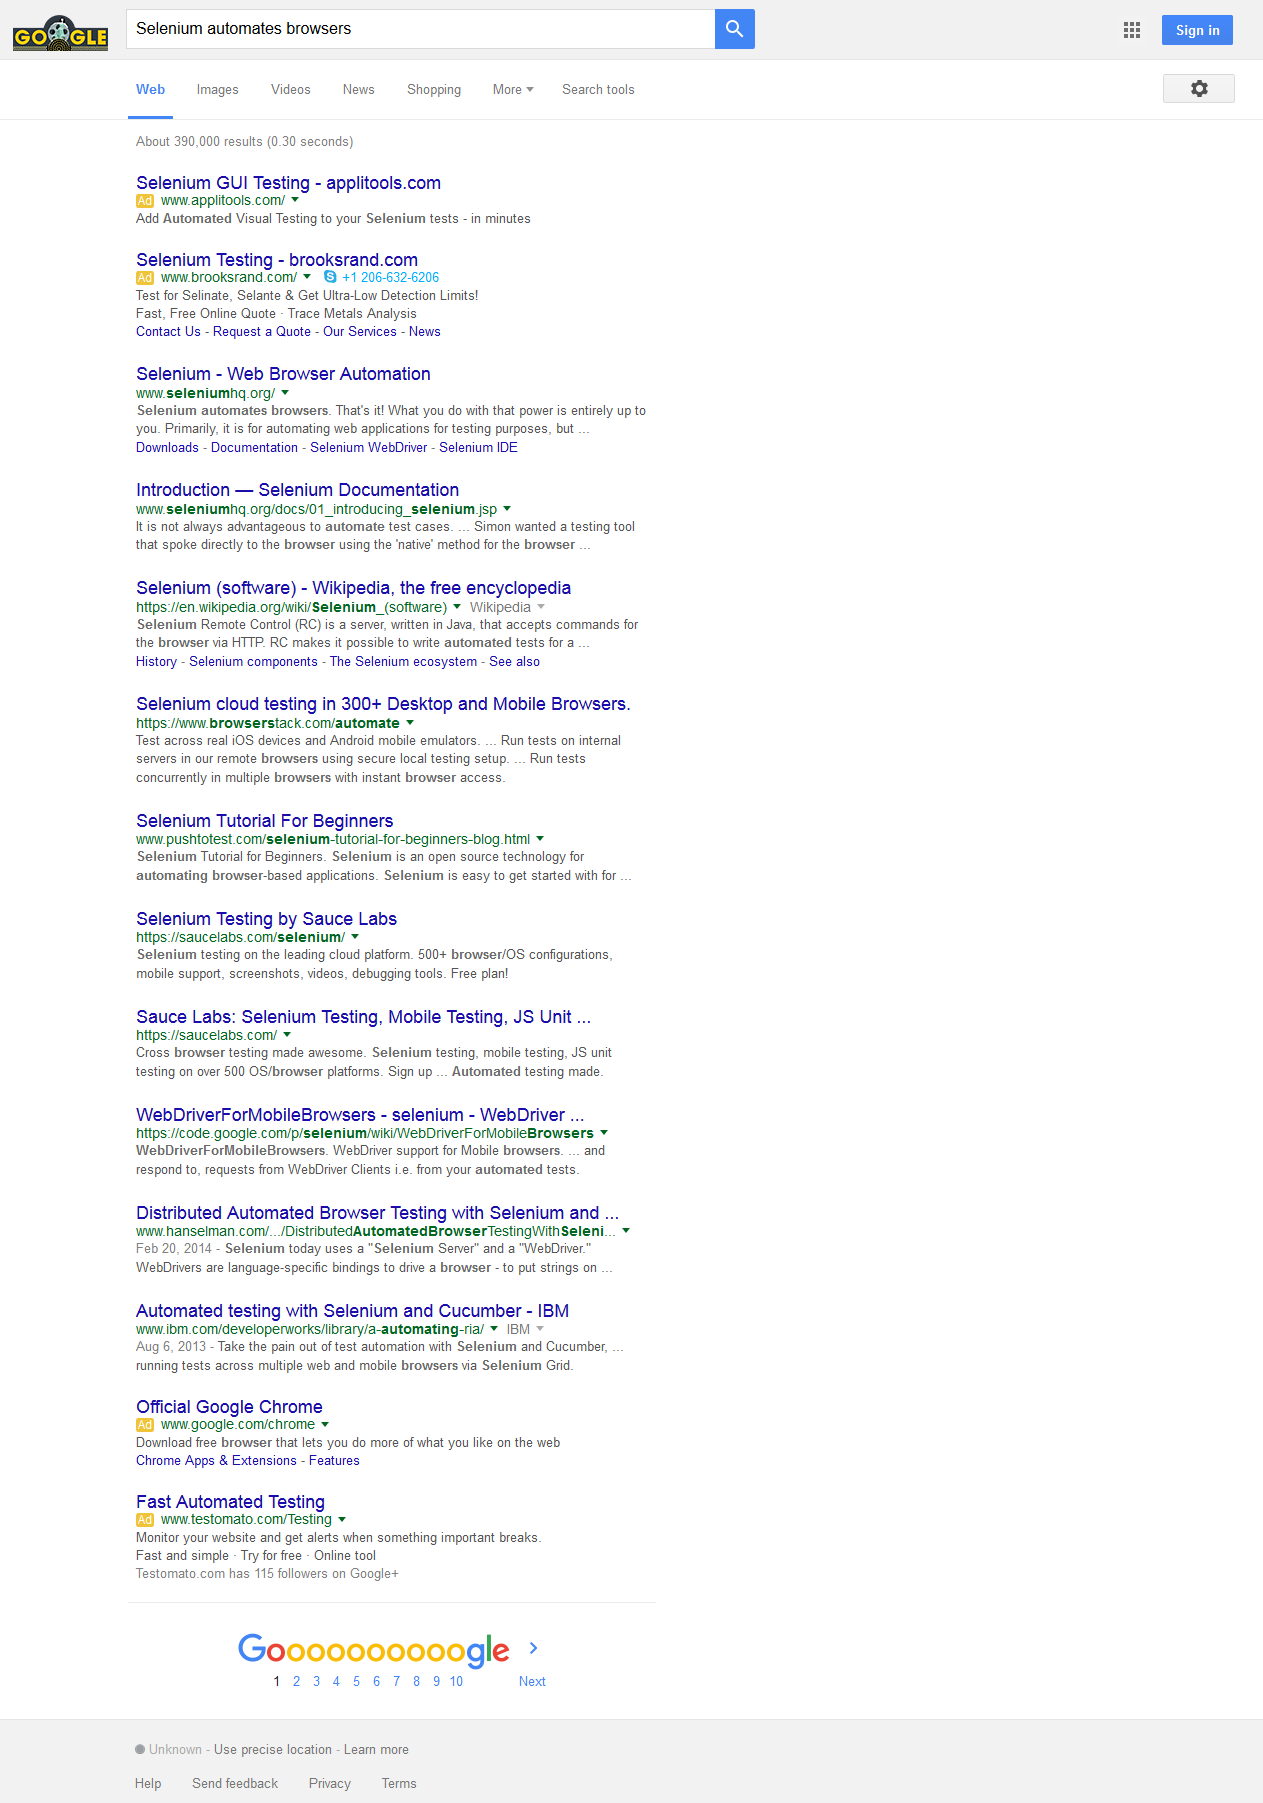 GOOGLE
Selenium automates browsers
Sign in
Web Images Videos News Shopping More Search tools
About 390,000 results (0.30 seconds)
Selenium GUI Testing - applitools.com
Ad www.applitools.com/
Add Automated Visual Testing to your Selenium tests - in minutes
Selenium Testing - brooksrand.com
Ad www.brooksrand.com/ +1 206-632-6206
Test for Selinate, Selante & Get Ultra-Low Detection Limits!
Fast, Free Online Quote · Trace Metals Analysis
Contact Us - Request a Quote - Our Services - News
Selenium - Web Browser Automation
www.seleniumhq.org/
Selenium automates browsers. That's it! What you do with that power is entirely up to
you. Primarily, it is for automating web applications for testing purposes, but ...
Downloads - Documentation - Selenium WebDriver - Selenium IDE
Introduction — Selenium Documentation
www.seleniumhq.org/docs/01_introducing_selenium.jsp
It is not always advantageous to automate test cases. ... Simon wanted a testing tool
that spoke directly to the browser using the 'native' method for the browser ...
Selenium (software) - Wikipedia, the free encyclopedia
https://en.wikipedia.org/wiki/Selenium_(software) Wikipedia
Selenium Remote Control (RC) is a server, written in Java, that accepts commands for
the browser via HTTP. RC makes it possible to write automated tests for a ...
History - Selenium components - The Selenium ecosystem - See also
Selenium cloud testing in 300+ Desktop and Mobile Browsers.
https://www.browserstack.com/automate
Test across real iOS devices and Android mobile emulators. ... Run tests on internal
servers in our remote browsers using secure local testing setup. ... Run tests
concurrently in multiple browsers with instant browser access.
Selenium Tutorial For Beginners
www.pushtotest.com/selenium-tutorial-for-beginners-blog.html
Selenium Tutorial for Beginners. Selenium is an open source technology for
automating browser-based applications. Selenium is easy to get started with for ...
Selenium Testing by Sauce Labs
https://saucelabs.com/selenium/
Selenium testing on the leading cloud platform. 500+ browser/OS configurations,
mobile support, screenshots, videos, debugging tools. Free plan!
Sauce Labs: Selenium Testing, Mobile Testing, JS Unit ...
https://saucelabs.com/
Cross browser testing made awesome. Selenium testing, mobile testing, JS unit
testing on over 500 OS/browser platforms. Sign up ... Automated testing made.
WebDriverForMobileBrowsers - selenium - WebDriver ...
https://code.google.com/p/selenium/wiki/WebDriverForMobileBrowsers
WebDriverForMobileBrowsers. WebDriver support for Mobile browsers. ... and
respond to, requests from WebDriver Clients i.e. from your automated tests.
Distributed Automated Browser Testing with Selenium and ...
www.hanselman.com/.../DistributedAutomatedBrowserTestingWithSeleni...
Feb 20, 2014 - Selenium today uses a "Selenium Server" and a "WebDriver."
WebDrivers are language-specific bindings to drive a browser - to put strings on ...
Automated testing with Selenium and Cucumber - IBM
www.ibm.com/developerworks/library/a-automating-ria/ IBM
Aug 6, 2013 - Take the pain out of test automation with Selenium and Cucumber, ...
running tests across multiple web and mobile browsers via Selenium Grid.
Official Google Chrome
Ad www.google.com/chrome
Download free browser that lets you do more of what you like on the web
Chrome Apps & Extensions - Features
Fast Automated Testing
Ad www.testomato.com/Testing
Monitor your website and get alerts when something important breaks.
Fast and simple · Try for free · Online tool
Testomato.com has 115 followers on Google+
Goooooooooogle
1 2 3 4 5 6 7 8 9 10 Next
Unknown - Use precise location - Learn more
Help Send feedback Privacy Terms